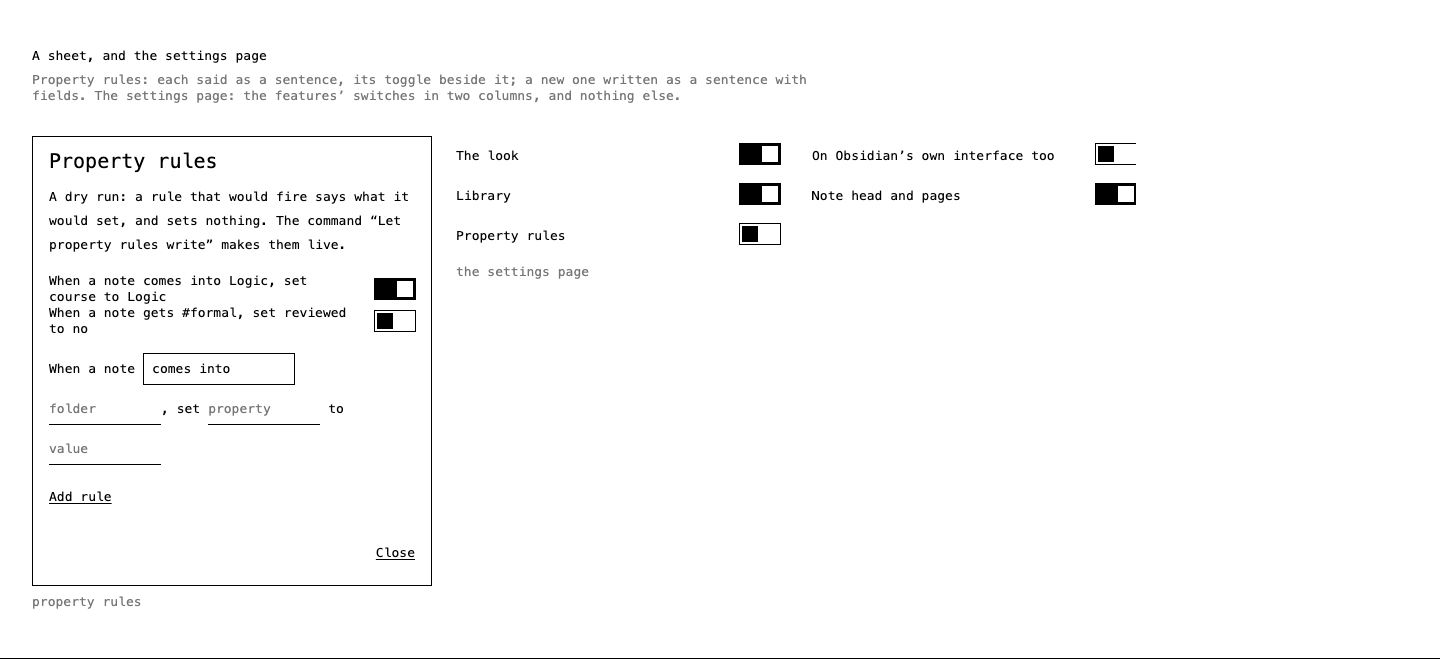 A sheet, and the settings page
Property rules: each said as a sentence, its toggle beside it; a new one written as a sentence with
fields. The settings page: the features’ switches in two columns, and nothing else.
Property rules
A dry run: a rule that would fire says what it
would set, and sets nothing. The command “Let
property rules write” makes them live.
When a note comes into Logic, set
course to Logic
When a note gets #formal, set reviewed
to no
When a note comes into
folder, set property to
value
Add rule
Close
property rules
The look
On Obsidian’s own interface too
Library
Note head and pages
Property rules
the settings page